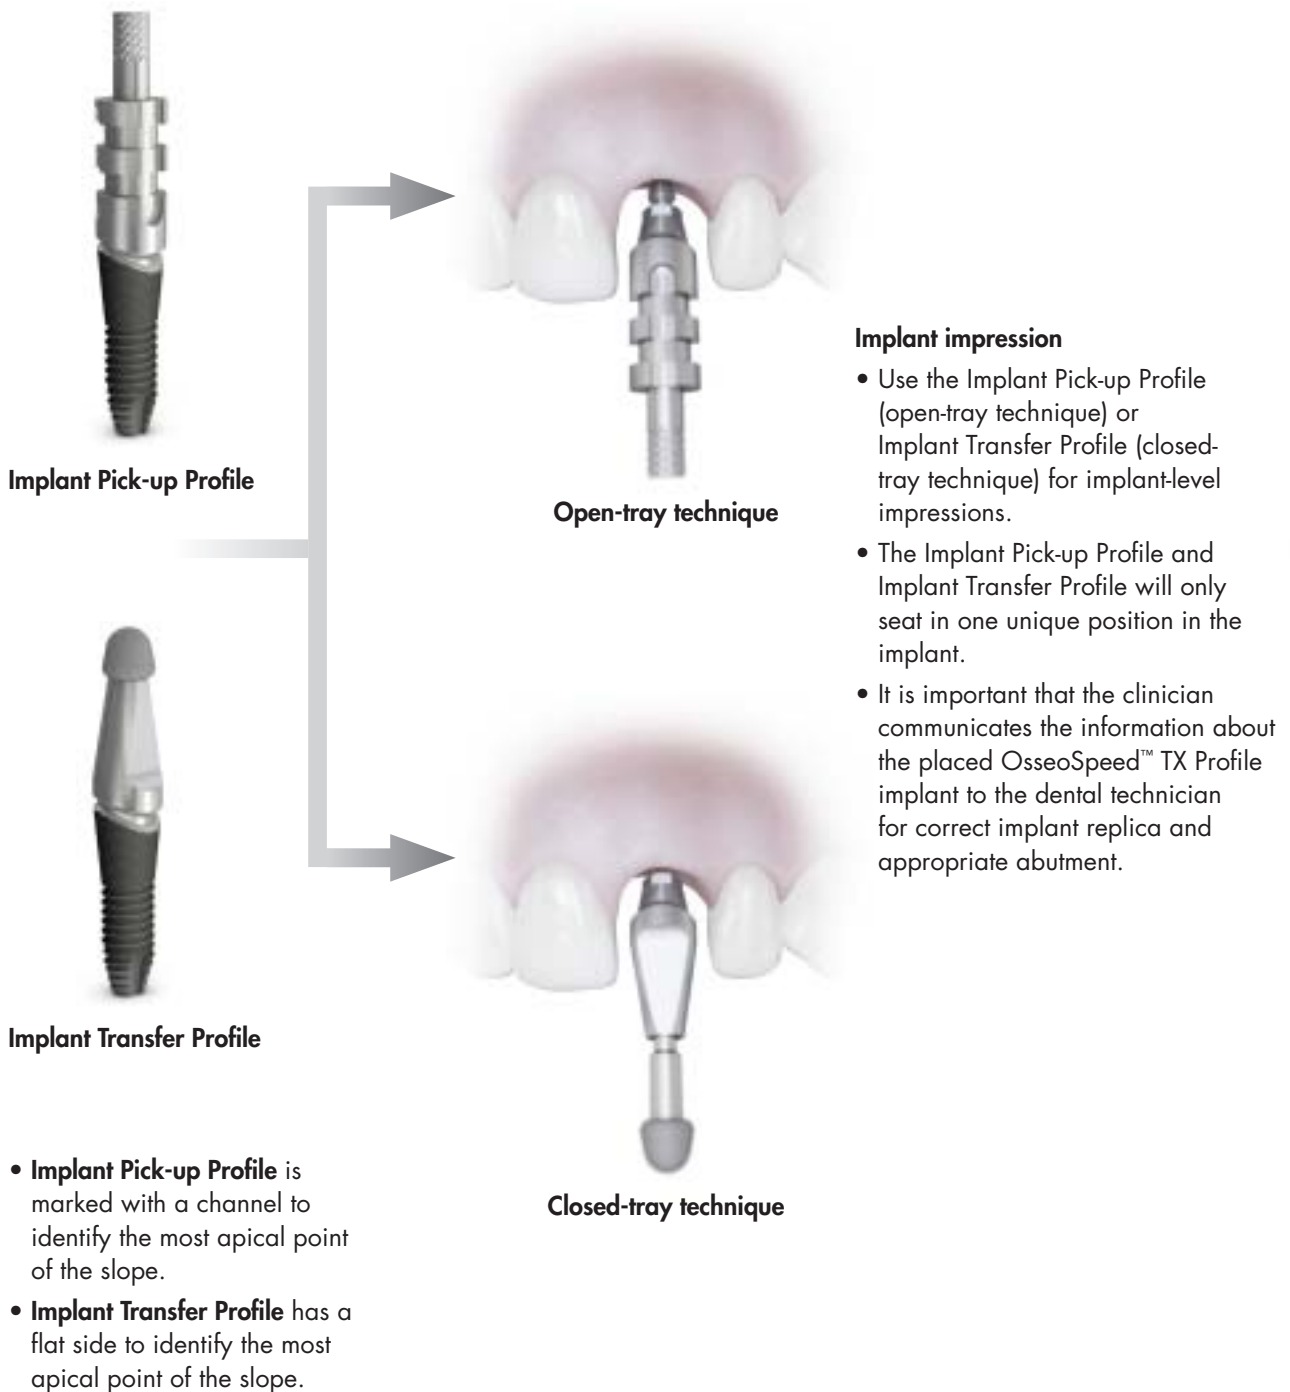 Implant Pick-up Profile
Open-tray technique
Implant impression
• Use the Implant Pick-up Profile
(open-tray technique) or
Implant Transfer Profile (closed-
tray technique) for implant-level
impressions.
• The Implant Pick-up Profile and
Implant Transfer Profile will only
seat in one unique position in the
implant.
• It is important that the clinician
communicates the information about
the placed OsseoSpeed™ TX Profile
implant to the dental technician
for correct implant replica and
appropriate abutment.
Implant Transfer Profile
Closed-tray technique
• Implant Pick-up Profile is
marked with a channel to
identify the most apical point
of the slope.
• Implant Transfer Profile has a
flat side to identify the most
apical point of the slope.